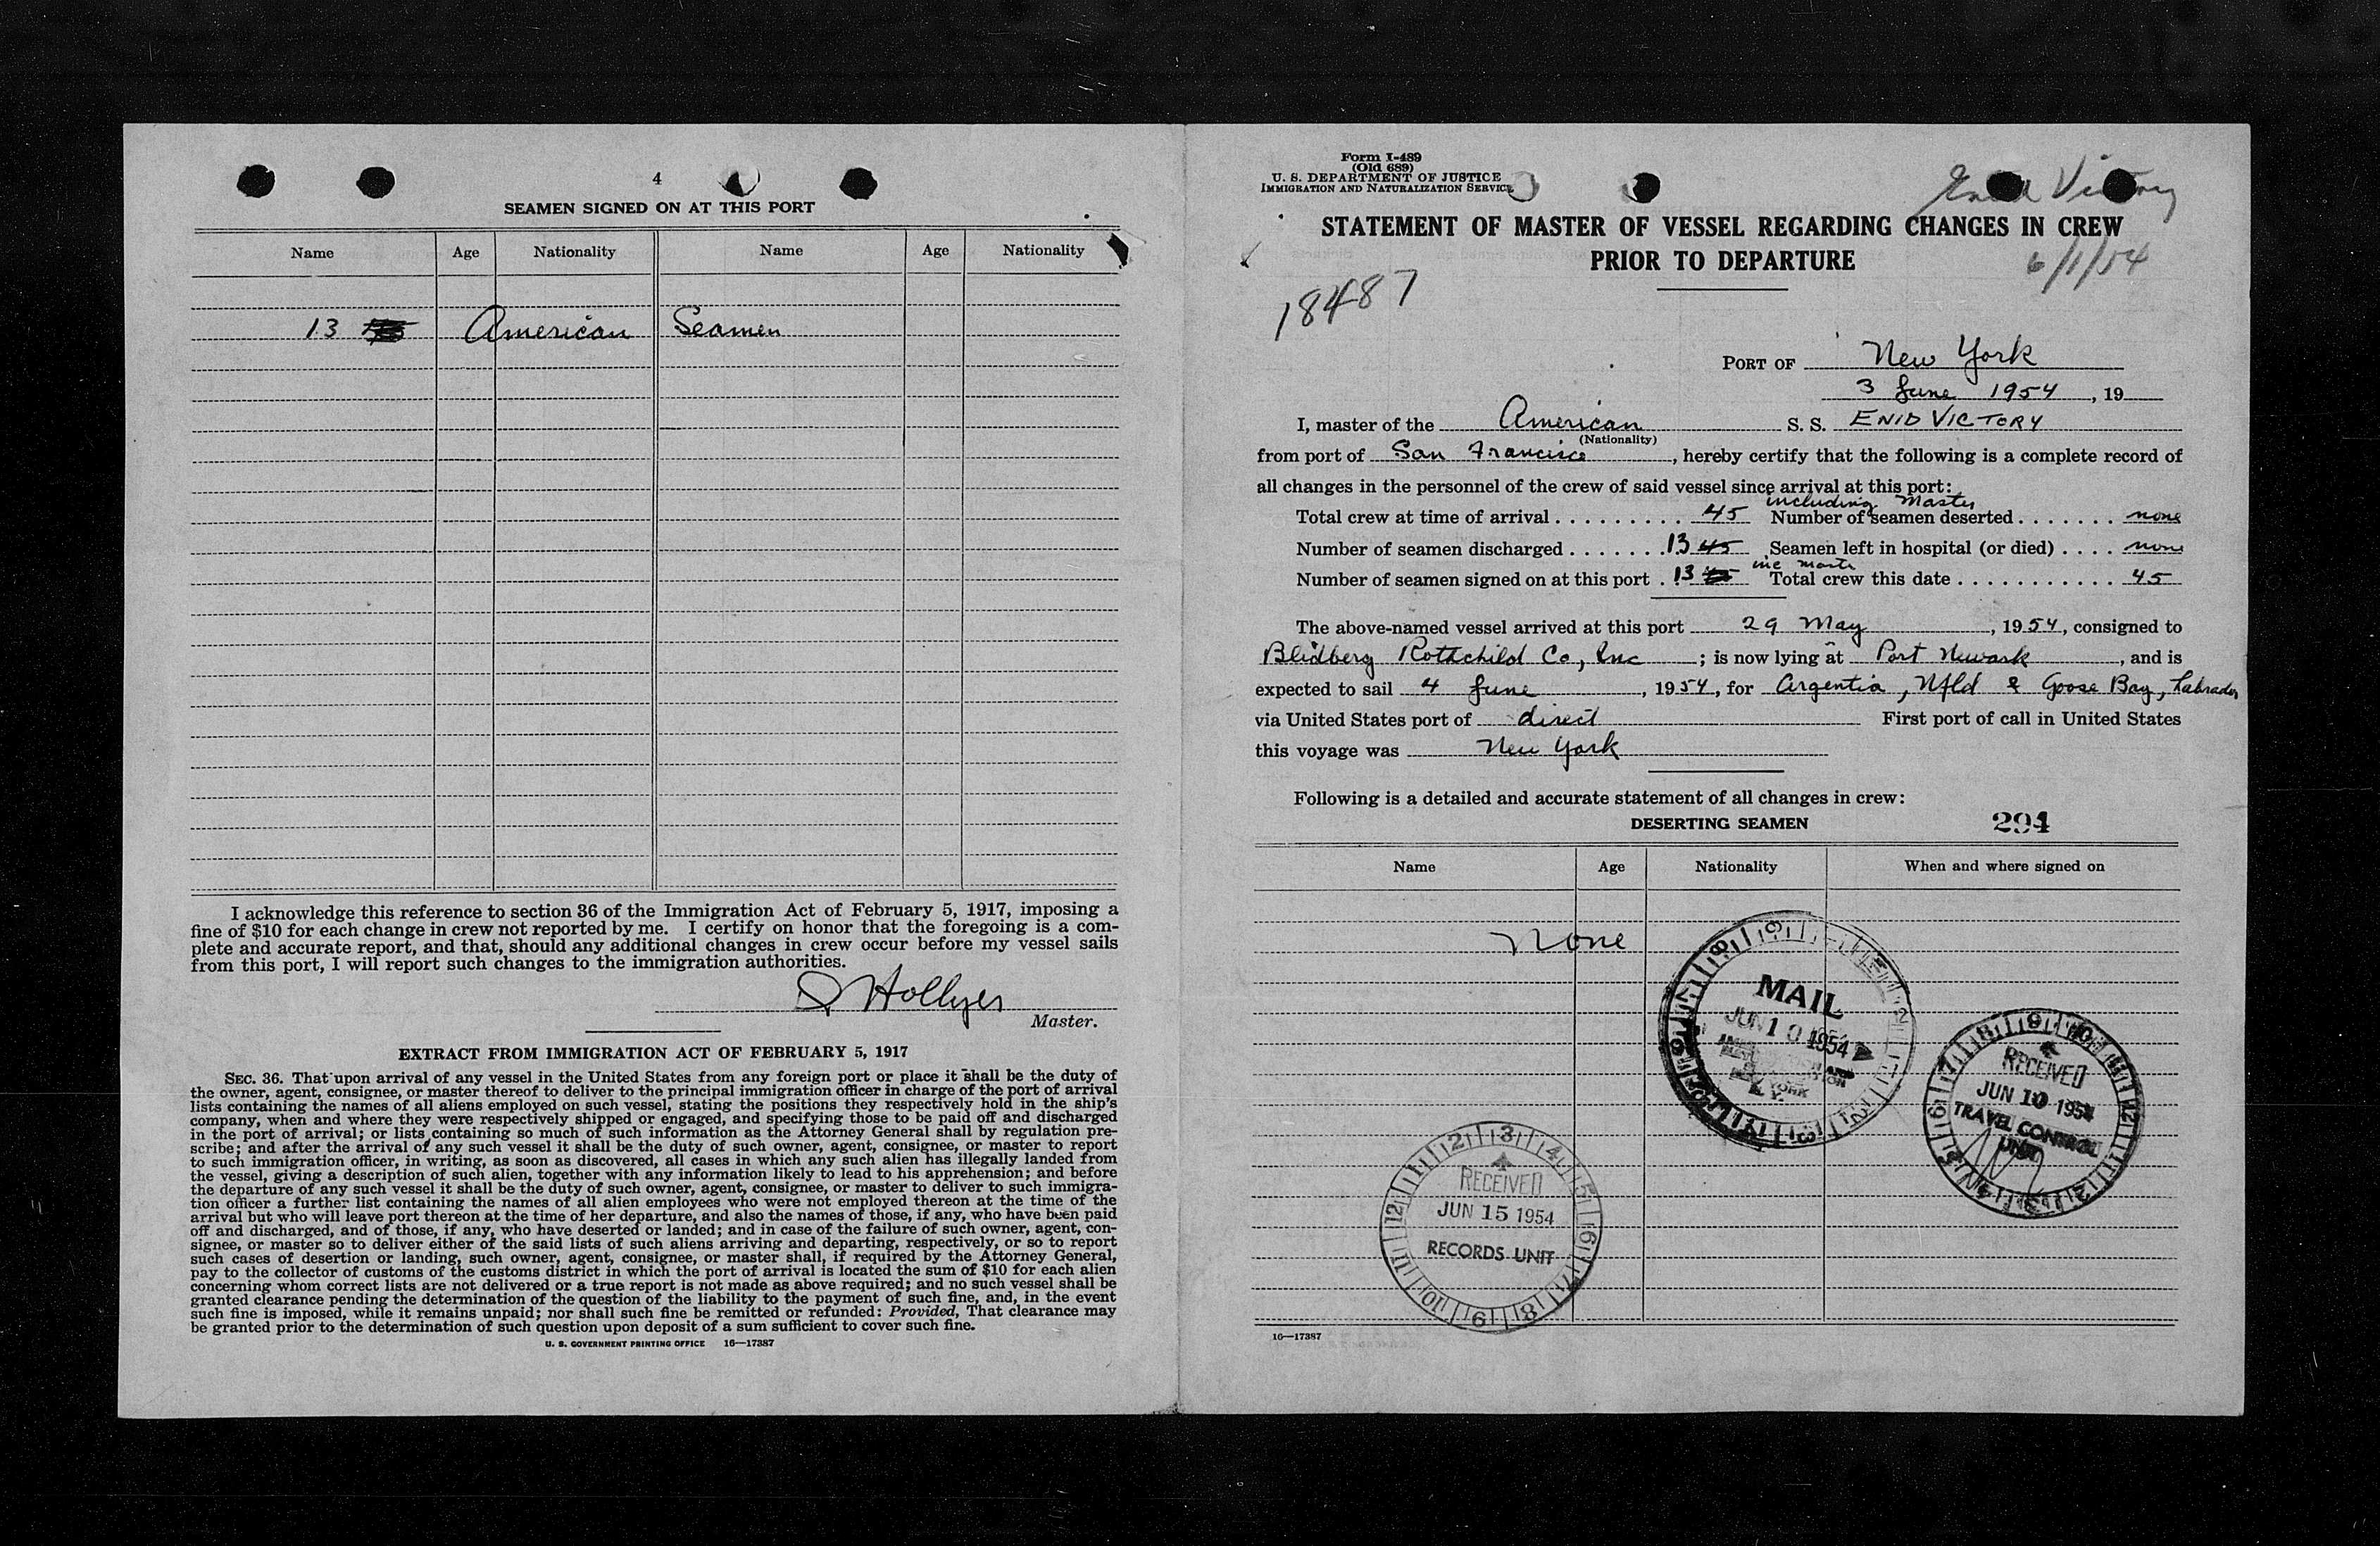 4
SEAMEN SIGNED ON AT THIS PORT
Name Age Nationality Name Age Nationality
13 American Seamen
I acknowledge this reference to section 36 of the Immigration Act of February 5, 1917, imposing a
fine of $10 for each change in crew not reported by me. I certify on honor that the foregoing is a com-
plete and accurate report, and that, should any additional changes in crew occur before my vessel sails
from this port, I will report such changes to the immigration authorities.
Hollyer
Master.
EXTRACT FROM IMMIGRATION ACT OF FEBRUARY 5, 1917
SEC. 36. That upon arrival of any vessel in the United States from any foreign port or place it shall be the duty of
the owner, agent, consignee, or master thereof to deliver to the principal immigration officer in charge of the port of arrival
lists containing the names of all aliens employed on such vessel, stating the positions they respectively hold in the ship's
company, when and where they were respectively shipped or engaged, and specifying those to be paid off and discharged
in the port of arrival; or lists containing so much of such information as the Attorney General shall by regulation pre-
scribe; and after the arrival of any such vessel it shall be the duty of such owner, agent, consignee, or master to report
to such immigration officer, in writing, as soon as discovered, all cases in which any such alien has illegally landed from
the vessel, giving a description of such alien, together with any information likely to lead to his apprehension; and before
the departure of any such vessel it shall be the duty of such owner, agent, consignee, or master to deliver to such immigra-
tion officer a further list containing the names of all alien employees who were not employed thereon at the time of the
arrival but who will leave port thereon at the time of her departure, and also the names of those, if any, who have been paid
off and discharged, and of those, if any, who have deserted or landed; and in case of the failure of such owner, agent, con-
signee, or master so to deliver either of the said lists of such aliens arriving and departing, respectively, or so to report
such cases of desertion or landing, such owner, agent, consignee, or master shall, if required by the Attorney General,
pay to the collector of customs of the customs district in which the port of arrival is located the sum of $10 for each alien
concerning whom correct lists are not delivered or a true report is not made as above required; and no such vessel shall be
granted clearance pending the determination of the question of the liability to the payment of such fine, and, in the event
such fine is imposed, while it remains unpaid; nor shall such fine be remitted or refunded: Provided, That clearance may
be granted prior to the determination of such question upon deposit of a sum sufficient to cover such fine.
U. S. GOVERNMENT PRINTING OFFICE 16—17387
Form I-489
(Old 689)
U. S. DEPARTMENT OF JUSTICE
IMMIGRATION AND NATURALIZATION SERVICE
Enid Victory
STATEMENT OF MASTER OF VESSEL REGARDING CHANGES IN CREW
PRIOR TO DEPARTURE
6/1/54
18487
PORT OF New York
3 June 1954, 19
I, master of the American S. S. ENID VICTORY
(Nationality)
from port of San Francisco, hereby certify that the following is a complete record of
all changes in the personnel of the crew of said vessel since arrival at this port:
including Master
Total crew at time of arrival 45 Number of seamen deserted none
Number of seamen discharged 13 45 Seamen left in hospital (or died) none
inc Master
Number of seamen signed on at this port 13 Total crew this date 45
The above-named vessel arrived at this port 29 May, 1954, consigned to
Blidberg Rothchild Co, Inc; is now lying at Port Newark, and is
expected to sail 4 June, 1954, for Argentia, Nfld & Goose Bay, Labrador
via United States port of direct First port of call in United States
this voyage was New York
Following is a detailed and accurate statement of all changes in crew:
DESERTING SEAMEN 294
Name Age Nationality When and where signed on
None
MAIL
JUN 10 1954
RECEIVED
JUN 10 1954
TRAVEL CONTROL
UNIT
RECEIVED
JUN 15 1954
RECORDS UNIT
16—17387